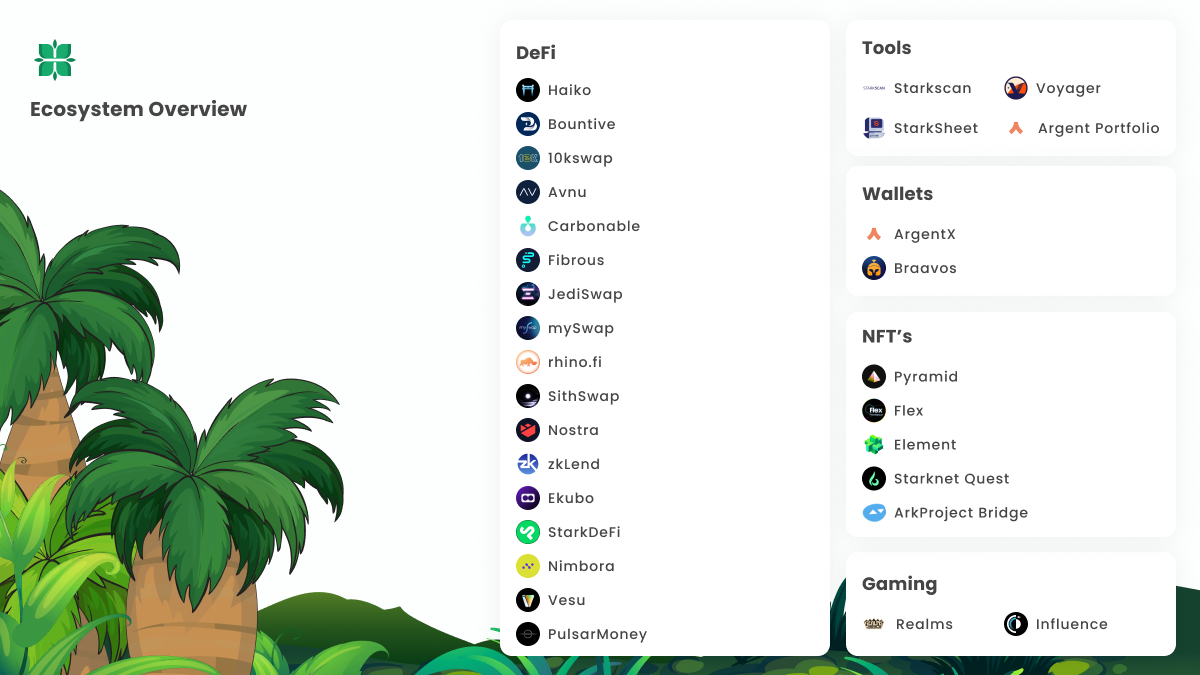 Ecosystem Overview
DeFi
Haiko
Bountive
10kswap
Avnu
Carbonable
Fibrous
JediSwap
mySwap
rhino.fi
SithSwap
Nostra
zkLend
Ekubo
StarkDeFi
Nimbora
Vesu
PulsarMoney
Tools
STARKSCAN Starkscan Voyager
StarkSheet Argent Portfolio
Wallets
ArgentX
Braavos
NFT’s
Pyramid
Flex Flex
Element
Starknet Quest
ArkProject Bridge
Gaming
Realms Influence